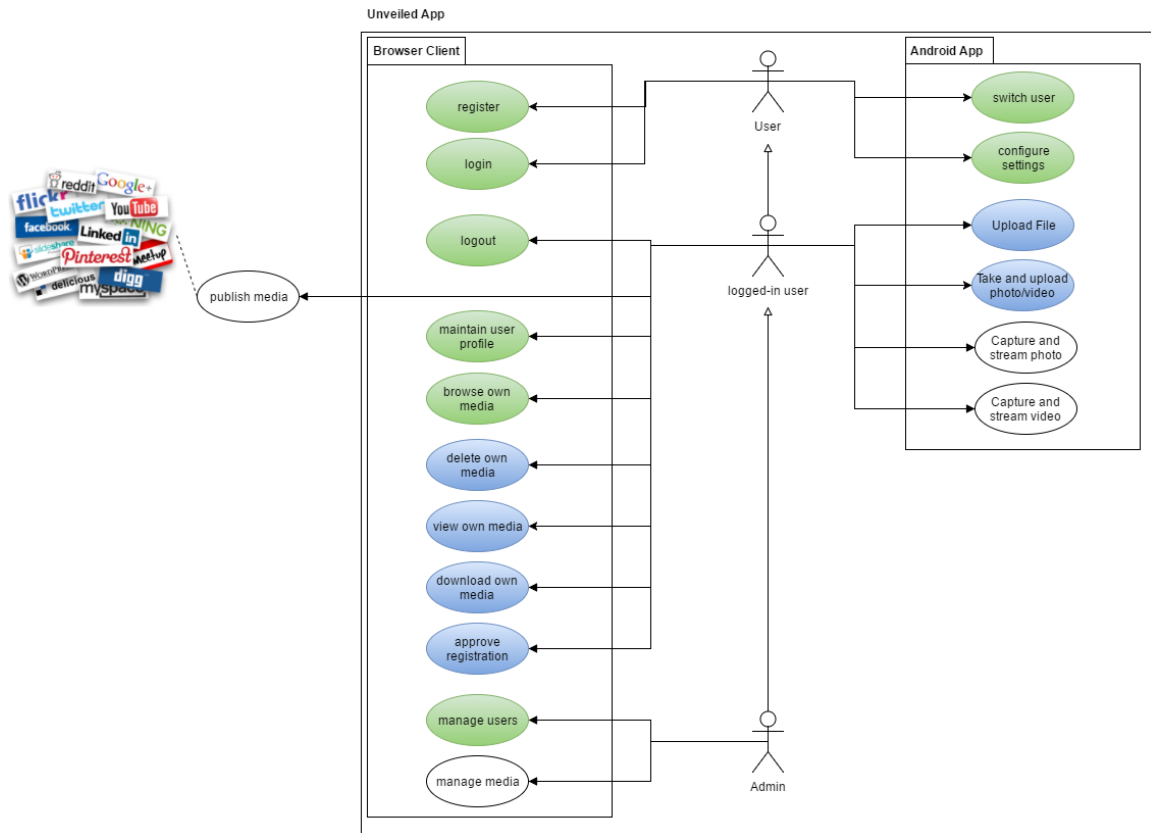 Unveiled App
Browser Client
Android App
register
User
switch user
login
configure
settings
reddit
Google+
flickr
twitter
YouTube
facebook
NING
LinkedIn
slideshare
Pinterest
Meetup
digg
delicious
myspace
logout
logged-in user
Upload File
publish media
Take and upload
photo/video
maintain user
profile
Capture and
stream photo
browse own
media
Capture and
stream video
delete own
media
view own media
download own
media
approve
registration
manage users
manage media
Admin